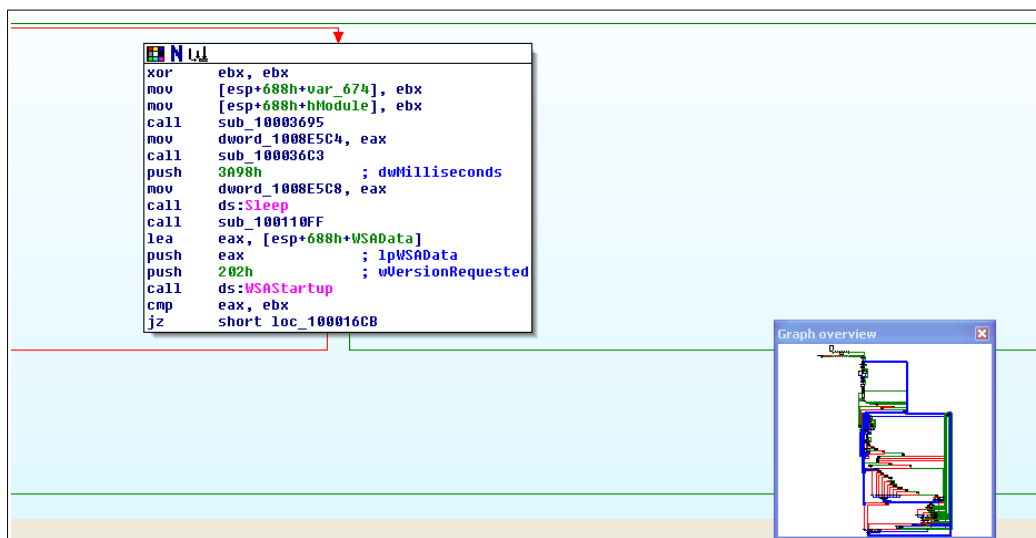 xor ebx, ebx
mov [esp+688h+var_674], ebx
mov [esp+688h+hModule], ebx
call sub_10003695
mov dword_1008E5C4, eax
call sub_100036C3
push 3A98h ; dwMilliseconds
mov dword_1008E5C8, eax
call ds:Sleep
call sub_100110FF
lea eax, [esp+688h+WSAData]
push eax ; lpWSAData
push 202h ; wVersionRequested
call ds:WSAStartup
cmp eax, ebx
jz short loc_100016CB
Graph overview